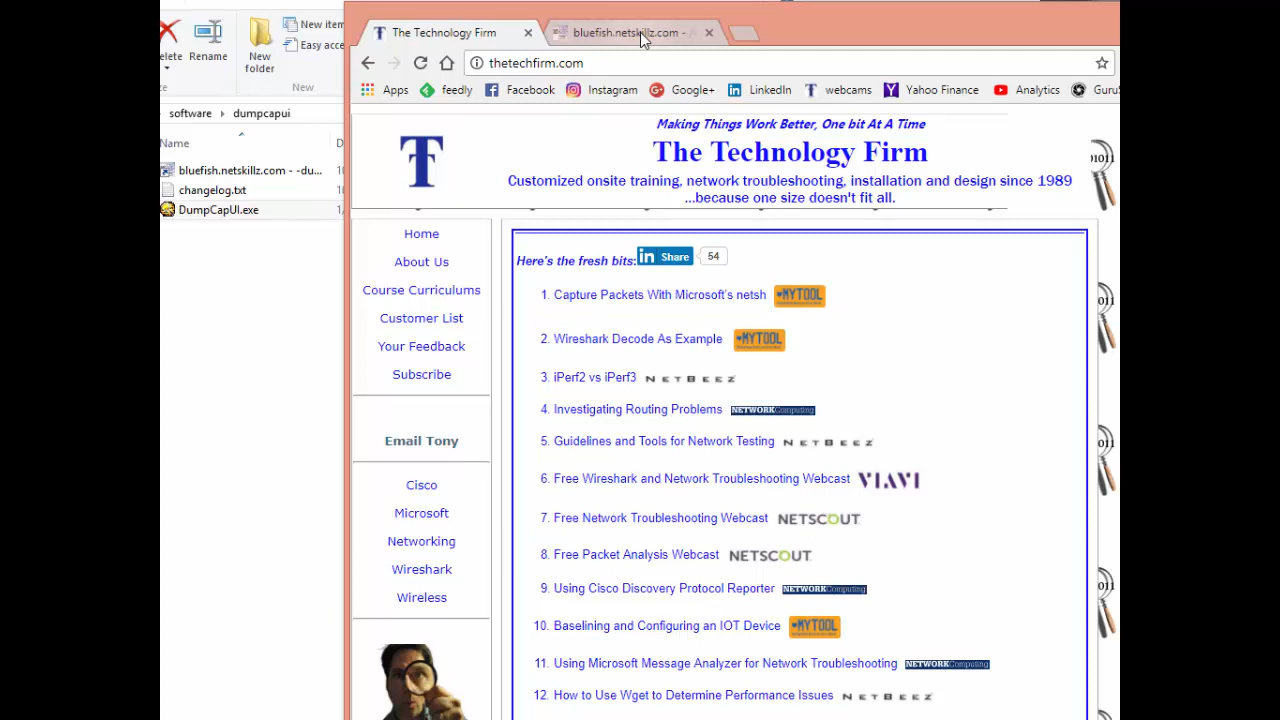 elete
Rename
New
folder
New item
Easy acce
New
software
dumpcapui
Name
bluefish.netskillz.com - -du...
changelog.txt
DumpCapUI.exe
The Technology Firm
bluefish.netskillz.com -
thetechfirm.com
Apps
feedly
Facebook
Instagram
Google+
LinkedIn
webcams
Yahoo Finance
Analytics
Guru
Making Things Work Better, One bit At A Time
The Technology Firm
Customized onsite training, network troubleshooting, installation and design since 1989
...because one size doesn't fit all.
Home
About Us
Course Curriculums
Customer List
Your Feedback
Subscribe
Email Tony
Cisco
Microsoft
Networking
Wireshark
Wireless
Here's the fresh bits: in Share 54
1. Capture Packets With Microsoft's netsh MYTOOL
2. Wireshark Decode As Example MYTOOL
3. iPerf2 vs iPerf3 NETBEEZ
4. Investigating Routing Problems NETWORKComputing
5. Guidelines and Tools for Network Testing NETBEEZ
6. Free Wireshark and Network Troubleshooting Webcast VIAVI
7. Free Network Troubleshooting Webcast NETSCOUT
8. Free Packet Analysis Webcast NETSCOUT
9. Using Cisco Discovery Protocol Reporter NETWORKComputing
10. Baselining and Configuring an IOT Device MYTOOL
11. Using Microsoft Message Analyzer for Network Troubleshooting NETWORKComputing
12. How to Use Wget to Determine Performance Issues NETBEEZ